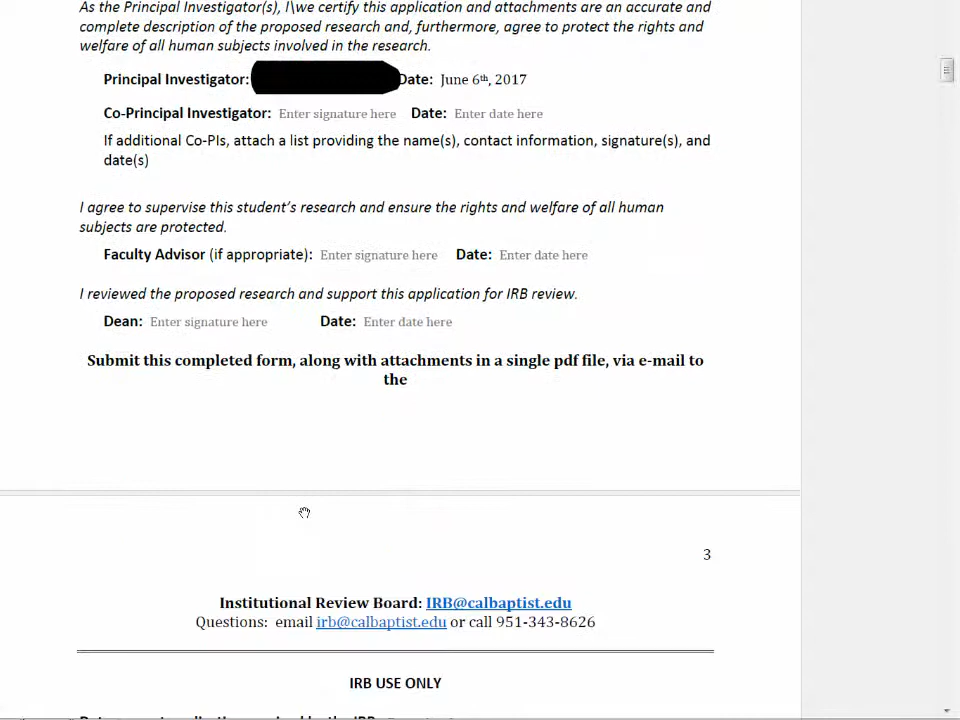 As the Principal Investigator(s), I\we certify this application and attachments are an accurate and
complete description of the proposed research and, furthermore, agree to protect the rights and
welfare of all human subjects involved in the research.
Principal Investigator: Date: June 6th, 2017
Co-Principal Investigator: Enter signature here Date: Enter date here
If additional Co-PIs, attach a list providing the name(s), contact information, signature(s), and
date(s)
I agree to supervise this student's research and ensure the rights and welfare of all human
subjects are protected.
Faculty Advisor (if appropriate): Enter signature here Date: Enter date here
I reviewed the proposed research and support this application for IRB review.
Dean: Enter signature here Date: Enter date here
Submit this completed form, along with attachments in a single pdf file, via e-mail to
the
3
Institutional Review Board: IRB@calbaptist.edu
Questions: email irb@calbaptist.edu or call 951-343-8626
IRB USE ONLY